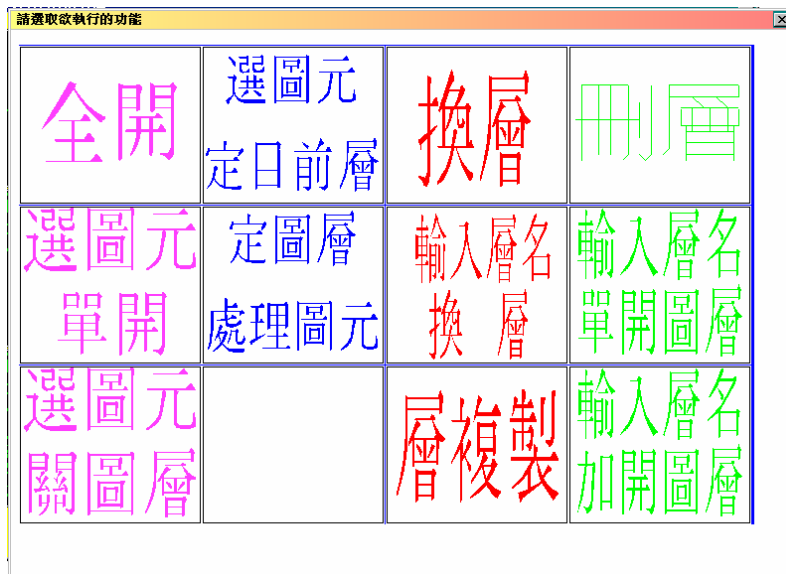 請選取欲執行的功能
全開
選圖元
定日前層
換層
刪層
選圖元
單開
定圖層
處理圖元
輸入層名
換 層
輸入層名
單開圖層
選圖元
關圖層
層複製
輸入層名
加開圖層